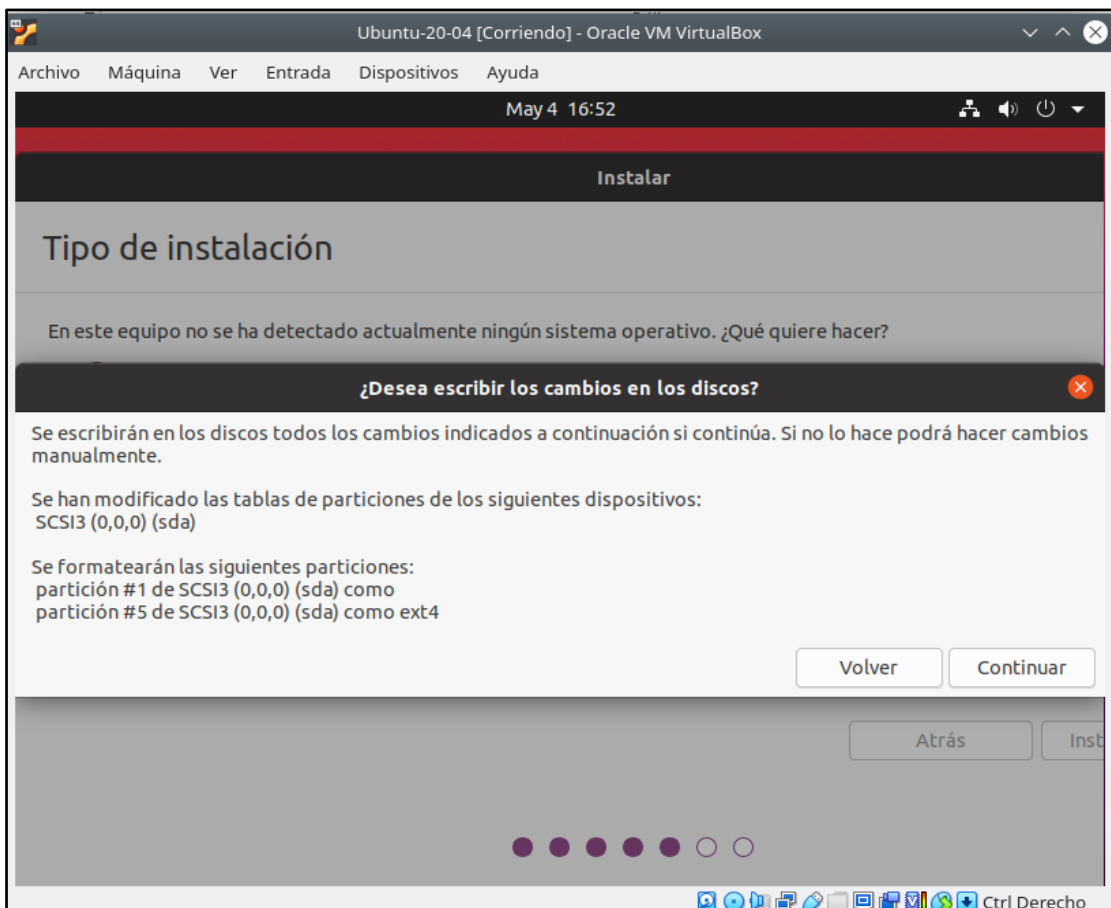 Ubuntu-20-04 [Corriendo] - Oracle VM VirtualBox
Archivo Máquina Ver Entrada Dispositivos Ayuda
May 4 16:52
Instalar
Tipo de instalación
En este equipo no se ha detectado actualmente ningún sistema operativo. ¿Qué quiere hacer?
¿Desea escribir los cambios en los discos?
Se escribirán en los discos todos los cambios indicados a continuación si continúa. Si no lo hace podrá hacer cambios
manualmente.
Se han modificado las tablas de particiones de los siguientes dispositivos:
SCSI3 (0,0,0) (sda)
Se formatearán las siguientes particiones:
partición #1 de SCSI3 (0,0,0) (sda) como
partición #5 de SCSI3 (0,0,0) (sda) como ext4
Volver Continuar
Atrás Inst
Ctrl Derecho